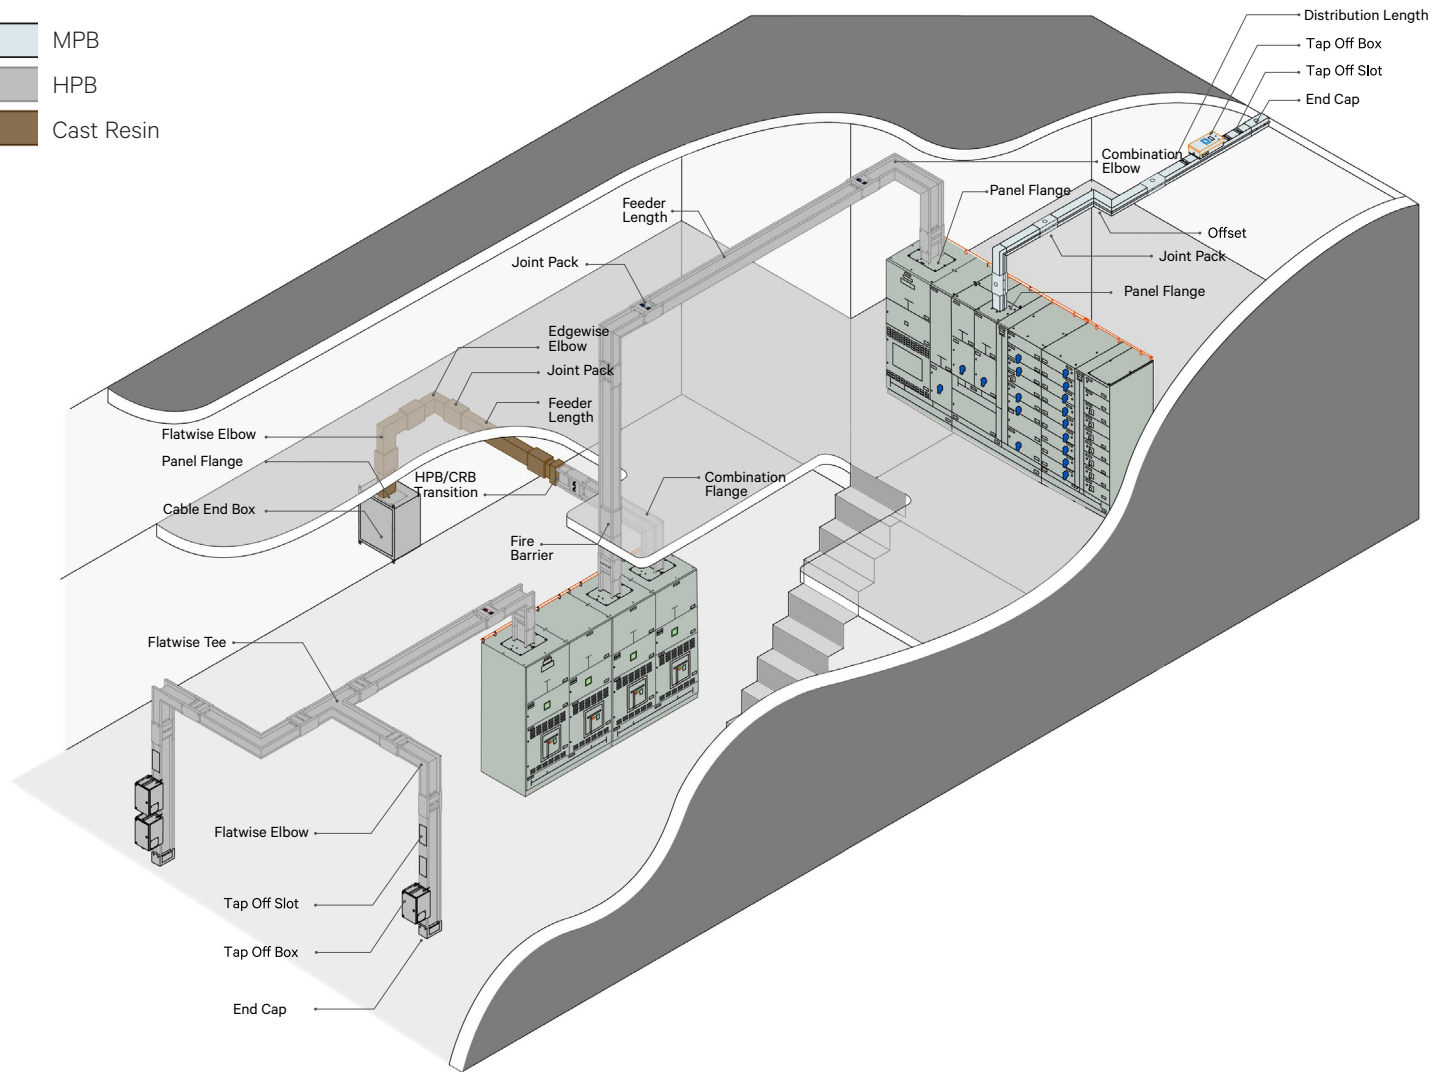 MPB
HPB
Cast Resin
Distribution Length
Tap Off Box
Tap Off Slot
End Cap
Combination
Elbow
Panel Flange
Feeder
Length
Offset
Joint Pack
Joint Pack
Panel Flange
Edgewise
Elbow
Joint Pack
Feeder
Length
Flatwise Elbow
Panel Flange
HPB/CRB
Transition
Combination
Flange
Cable End Box
Fire
Barrier
Flatwise Tee
Flatwise Elbow
Tap Off Slot
Tap Off Box
End Cap